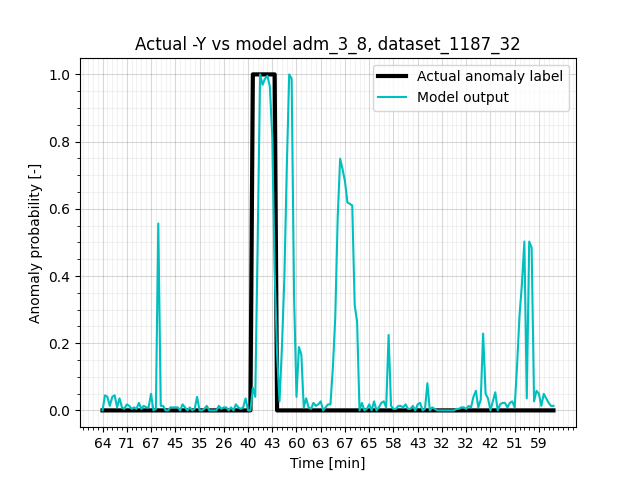 Actual -Y vs model adm_3_8, dataset_1187_32
Actual anomaly label
Model output
Anomaly probability [-]
1.0
0.8
0.6
0.4
0.2
0.0
64 71 67 45 35 26 40 43 60 63 67 65 58 43 32 32 42 51 59
Time [min]